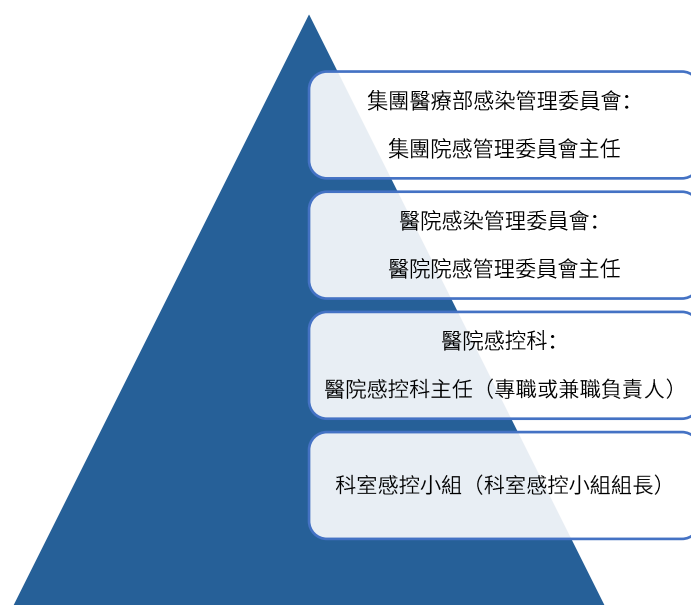 集團醫療部感染管理委員會：
集團院感管理委員會主任
醫院感染管理委員會：
醫院院感管理委員會主任
醫院感控科：
醫院感控科主任（專職或兼職負責人）
科室感控小組（科室感控小組組長）